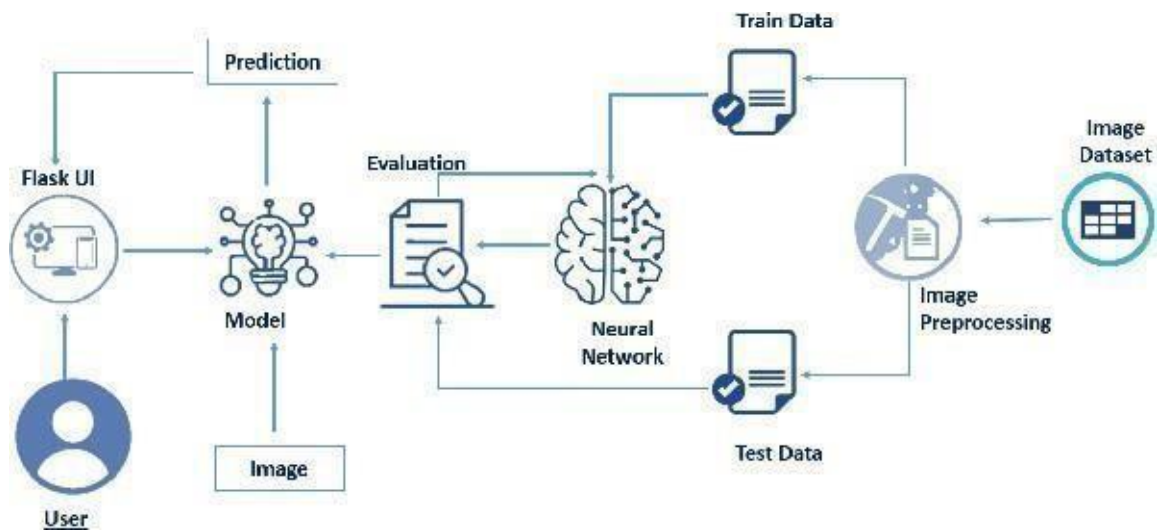 Train Data
Prediction
Image
Dataset
Evaluation
Flask UI
Image
Preprocessing
Model
Neural
Network
Test Data
Image
User